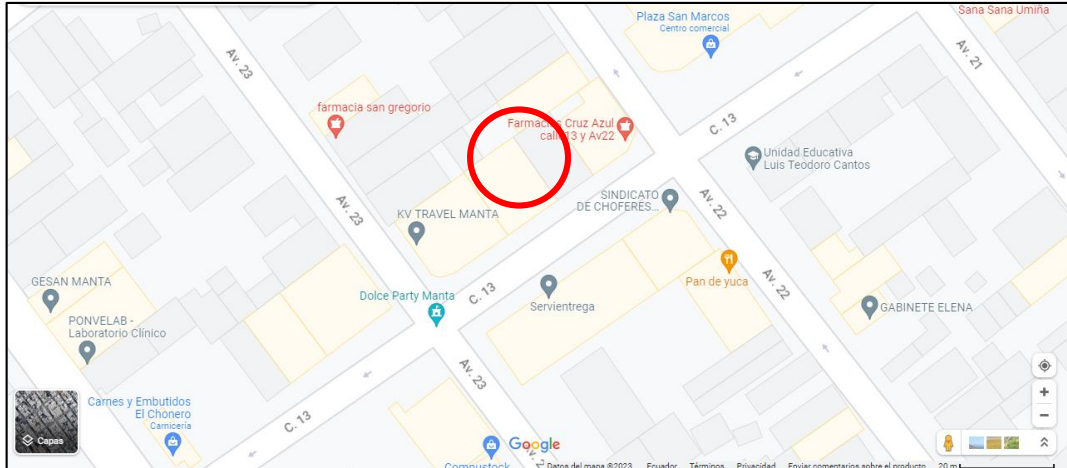 Sana Sana Umiña
Plaza San Marcos
Centro comercial
Av. 21
Av. 23
farmacia san gregorio
Farmacias Cruz Azul
calle 13 y Av22
C. 13
Unidad Educativa
Luis Teodoro Cantos
SINDICATO
DE CHOFERES...
Av. 22
Av. 23
KV TRAVEL MANTA
Pan de yuca
Av. 22
GESAN MANTA
Dolce Party Manta
C. 13
Servientrega
GABINETE ELENA
PONVELAB -
Laboratorio Clínico
Av. 23
Carnes y Embutidos
El Chonero
Carnicería
C. 13
Capas
Google
Compustock
Datos del mapa ©2023 Ecuador Términos Privacidad Enviar comentarios sobre el producto 20 m